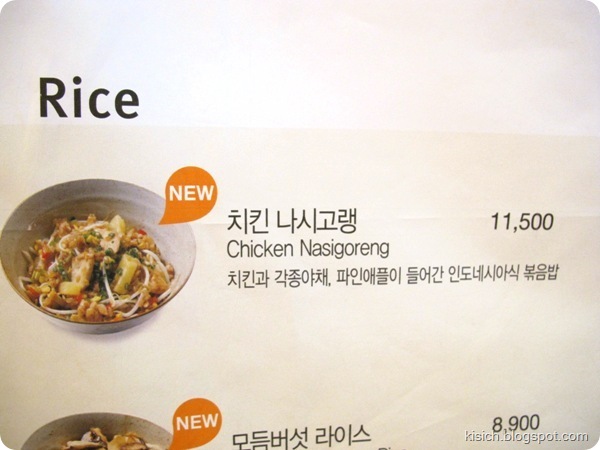 Rice
NEW
치킨 나시고랭 11,500
Chicken Nasigoreng
치킨과 각종야채, 파인애플이 들어간 인도네시아식 볶음밥
NEW
모듬버섯 라이스 8,900
kisich.blogspot.com